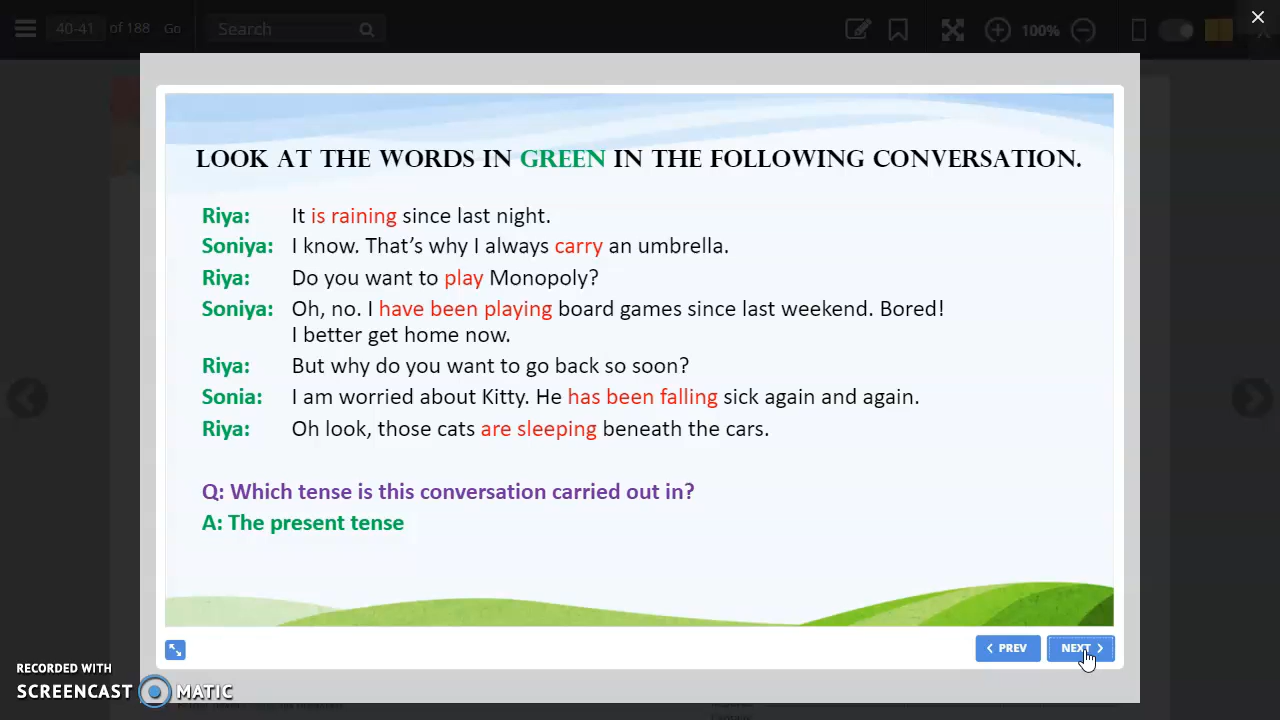 40-41 of 188 Go Search 100%
LOOK AT THE WORDS IN GREEN IN THE FOLLOWING CONVERSATION.
Riya: It is raining since last night.
Soniya: I know. That's why I always carry an umbrella.
Riya: Do you want to play Monopoly?
Soniya: Oh, no. I have been playing board games since last weekend. Bored!
I better get home now.
Riya: But why do you want to go back so soon?
Sonia: I am worried about Kitty. He has been falling sick again and again.
Riya: Oh look, those cats are sleeping beneath the cars.
Q: Which tense is this conversation carried out in?
A: The present tense
PREV NEXT
RECORDED WITH
SCREENCAST MATIC